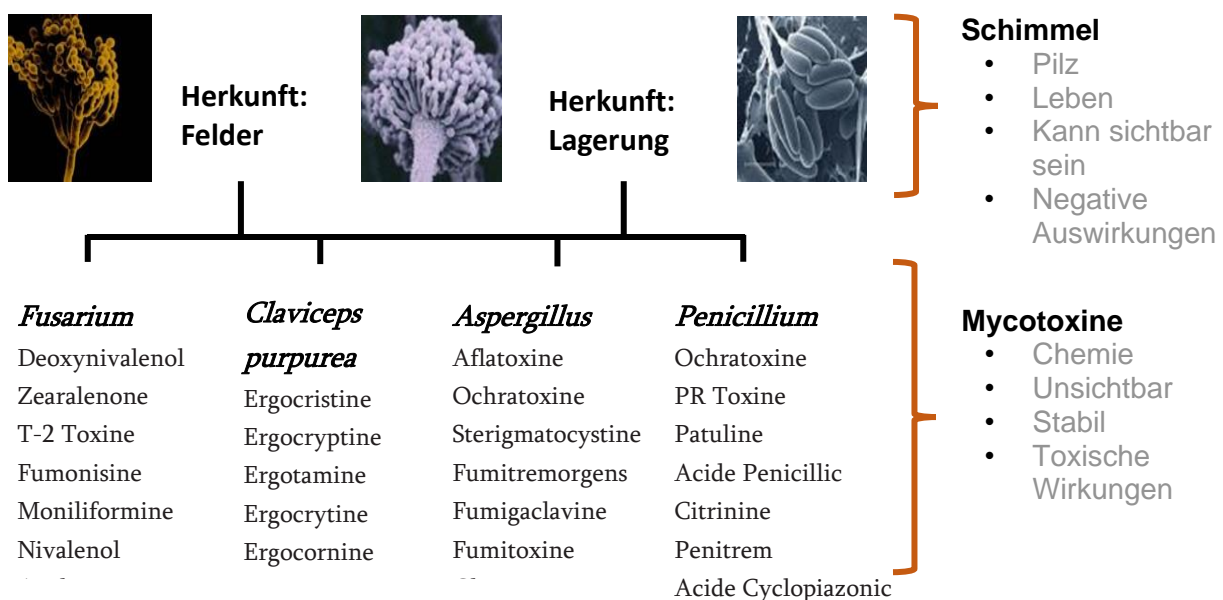 Herkunft:
Felder
Herkunft:
Lagerung
Schimmel
• Pilz
• Leben
• Kann sichtbar
sein
• Negative
Auswirkungen
Fusarium
Deoxynivalenol
Zearalenone
T-2 Toxine
Fumonisine
Moniliformine
Nivalenol
Claviceps
purpurea
Ergocristine
Ergocryptine
Ergotamine
Ergocrytine
Ergocornine
Aspergillus
Aflatoxine
Ochratoxine
Sterigmatocystine
Fumitremorgens
Fumigaclavine
Fumitoxine
Penicillium
Ochratoxine
PR Toxine
Patuline
Acide Penicillic
Citrinine
Penitrem
Acide Cyclopiazonic
Mycotoxine
• Chemie
• Unsichtbar
• Stabil
• Toxische
Wirkungen